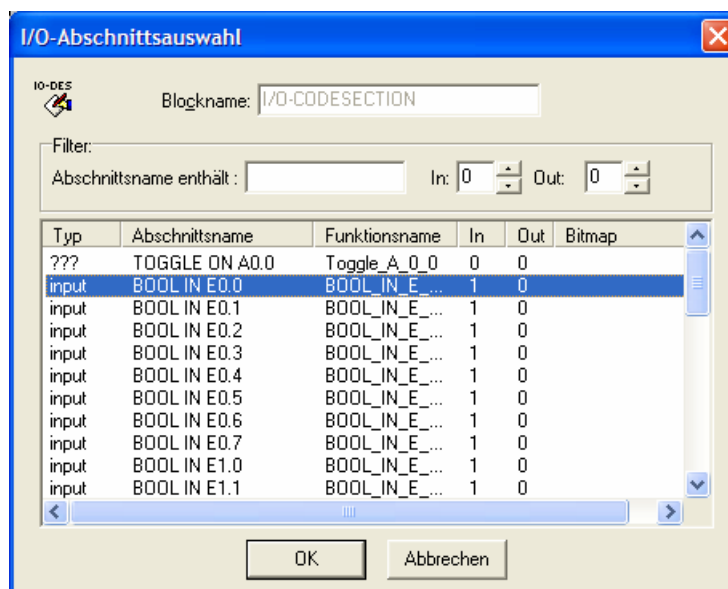 I/O-Abschnittsauswahl
IO-DES
Blockname: I/O-CODESECTION
Filter:
Abschnittsname enthält : In: 0 Out: 0
Typ Abschnittsname Funktionsname In Out Bitmap
??? TOGGLE ON A0.0 Toggle_A_0_0 0 0
input BOOL IN E0.0 BOOL_IN_E_... 1 0
input BOOL IN E0.1 BOOL_IN_E_... 1 0
input BOOL IN E0.2 BOOL_IN_E_... 1 0
input BOOL IN E0.3 BOOL_IN_E_... 1 0
input BOOL IN E0.4 BOOL_IN_E_... 1 0
input BOOL IN E0.5 BOOL_IN_E_... 1 0
input BOOL IN E0.6 BOOL_IN_E_... 1 0
input BOOL IN E0.7 BOOL_IN_E_... 1 0
input BOOL IN E1.0 BOOL_IN_E_... 1 0
input BOOL IN E1.1 BOOL_IN_E_... 1 0
OK Abbrechen